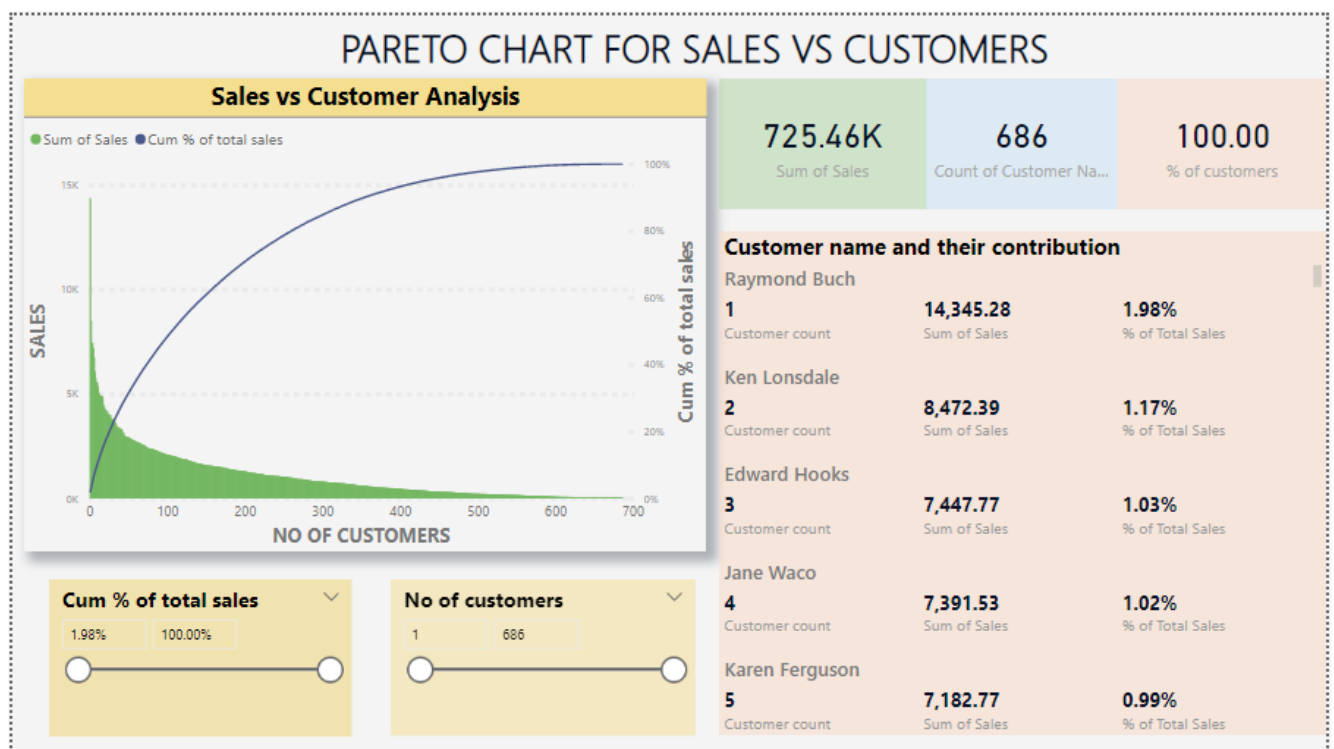 PARETO CHART FOR SALES VS CUSTOMERS
Sales vs Customer Analysis
Sum of Sales Cum % of total sales
15K
10K
5K
0K
SALES
100%
80%
60%
40%
20%
0%
Cum % of total sales
0 100 200 300 400 500 600 700
NO OF CUSTOMERS
725.46K 686 100.00
Sum of Sales Count of Customer Na... % of customers
Customer name and their contribution
Raymond Buch
1 14,345.28 1.98%
Customer count Sum of Sales % of Total Sales
Ken Lonsdale
2 8,472.39 1.17%
Customer count Sum of Sales % of Total Sales
Edward Hooks
3 7,447.77 1.03%
Customer count Sum of Sales % of Total Sales
Jane Waco
4 7,391.53 1.02%
Customer count Sum of Sales % of Total Sales
Karen Ferguson
5 7,182.77 0.99%
Customer count Sum of Sales % of Total Sales
Cum % of total sales
1.98% 100.00%
No of customers
1 686